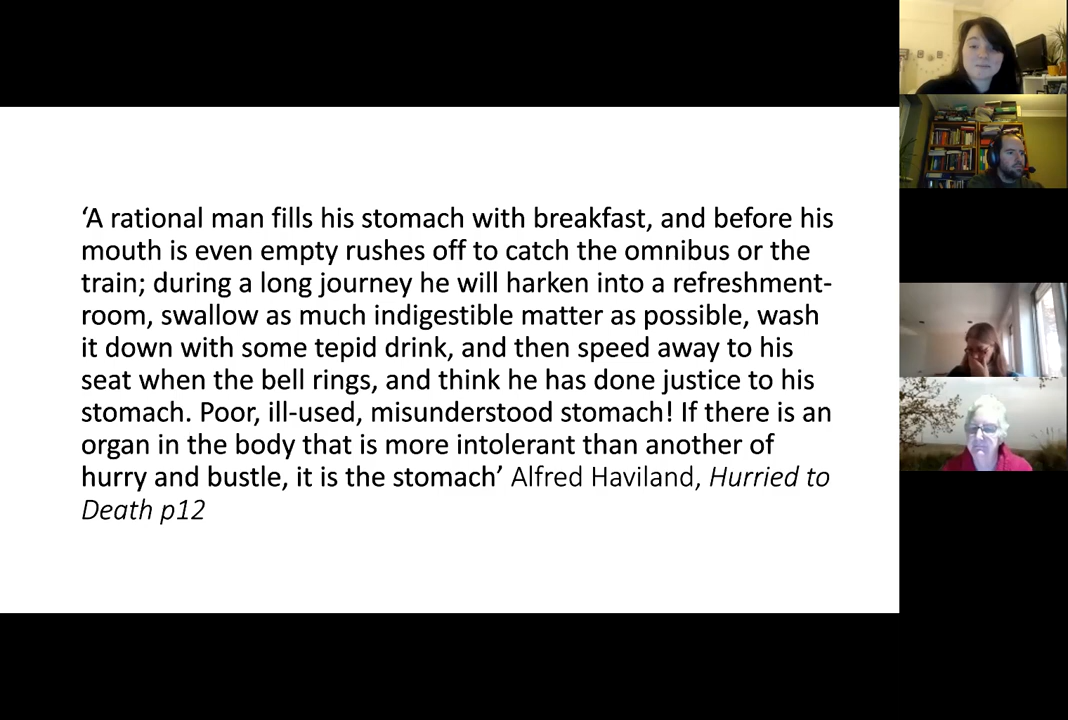 ‘A rational man fills his stomach with breakfast, and before his
mouth is even empty rushes off to catch the omnibus or the
train; during a long journey he will harken into a refreshment-
room, swallow as much indigestible matter as possible, wash
it down with some tepid drink, and then speed away to his
seat when the bell rings, and think he has done justice to his
stomach. Poor, ill-used, misunderstood stomach! If there is an
organ in the body that is more intolerant than another of
hurry and bustle, it is the stomach’ Alfred Haviland, Hurried to
Death p12